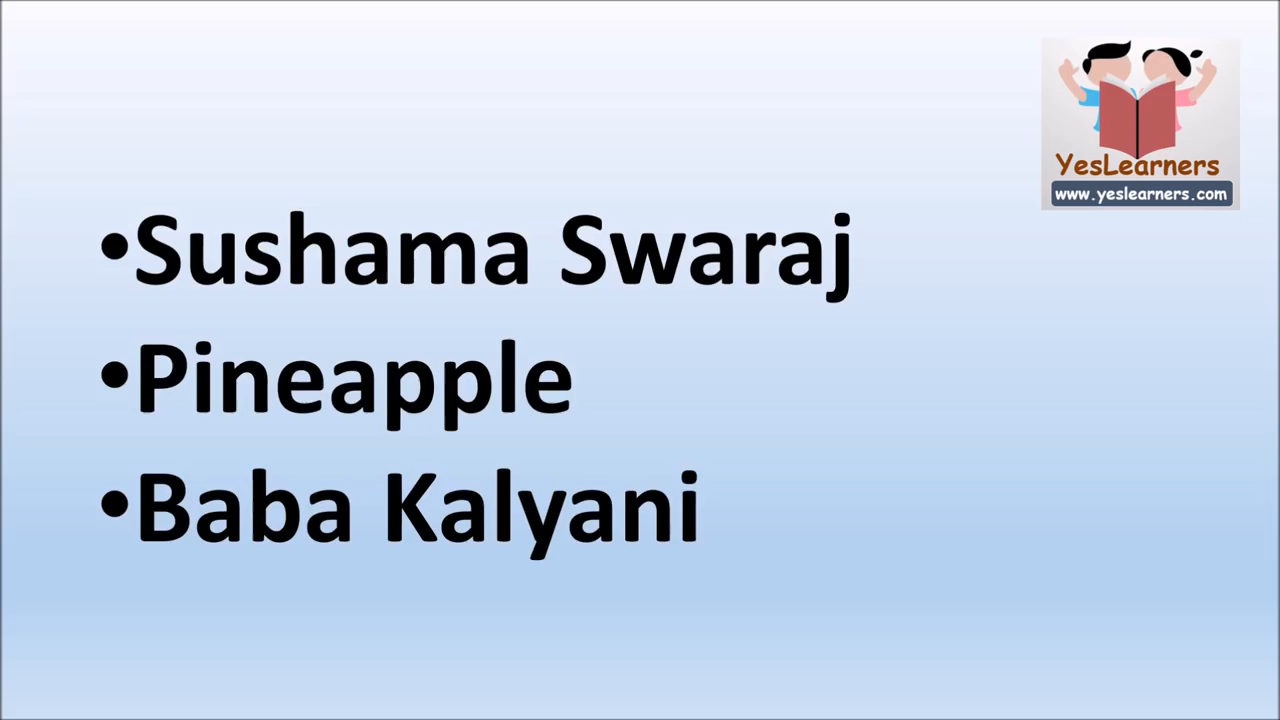 YesLearners
www.yeslearners.com
•Sushama Swaraj
•Pineapple
•Baba Kalyani